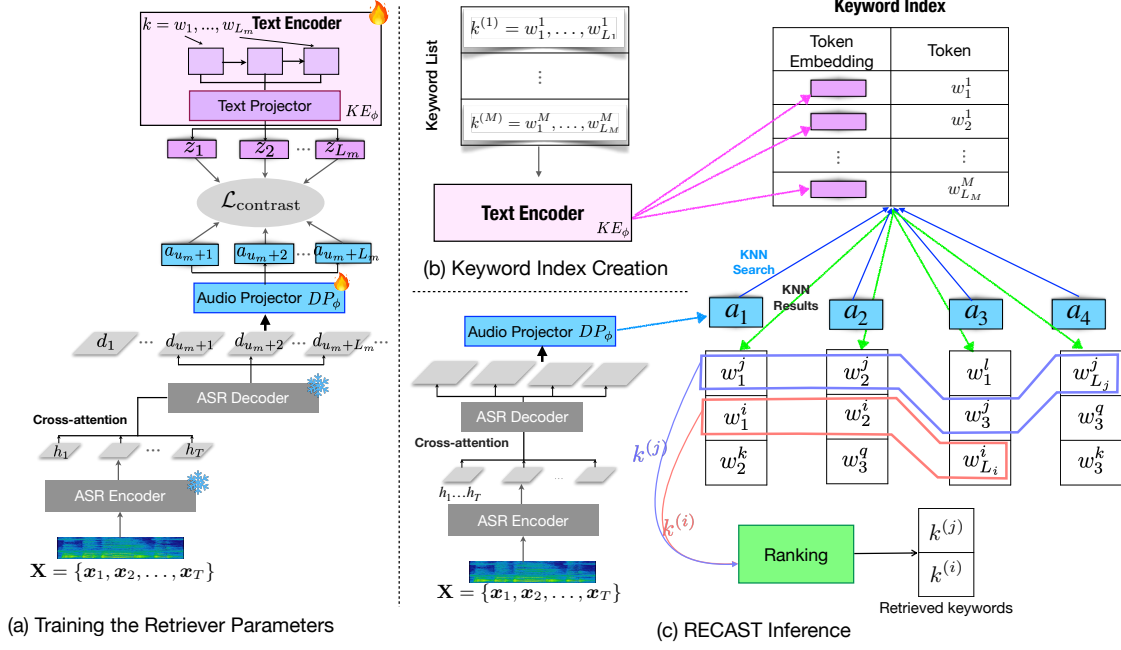 k = w_1, ..., w_{L_m}
Text Encoder
Text Projector
KE_ϕ
z_1 z_2 ... z_{L_m}
ℒ_contrast
a_{u_m+1} a_{u_m+2} ... a_{u_m+L_m}
Audio Projector DP_ϕ
d_1 ... d_{u_m+1} d_{u_m+2} ... d_{u_m+L_m} ...
ASR Decoder
Cross-attention
h_1 ... h_T
ASR Encoder
X = {x_1, x_2, ..., x_T}
(a) Training the Retriever Parameters
Keyword List
k^{(1)} = w_1^1, ..., w_{L_1}^1
⋮
k^{(M)} = w_1^M, ..., w_{L_M}^M
Text Encoder
KE_ϕ
(b) Keyword Index Creation
Keyword Index
Token Embedding Token
w_1^1
w_2^1
⋮ ⋮
w_{L_M}^M
KNN Search
KNN Results
Audio Projector DP_ϕ
a_1 a_2 a_3 a_4
w_1^j w_2^j w_1^l w_{L_j}^j
w_1^i w_2^i w_3^j w_3^q
w_2^k w_3^q w_{L_i}^i w_3^k
ASR Decoder
Cross-attention
h_1...h_T ...
ASR Encoder
X = {x_1, x_2, ..., x_T}
k^{(j)}
k^{(i)}
Ranking
k^{(j)}
k^{(i)}
Retrieved keywords
(c) RECAST Inference